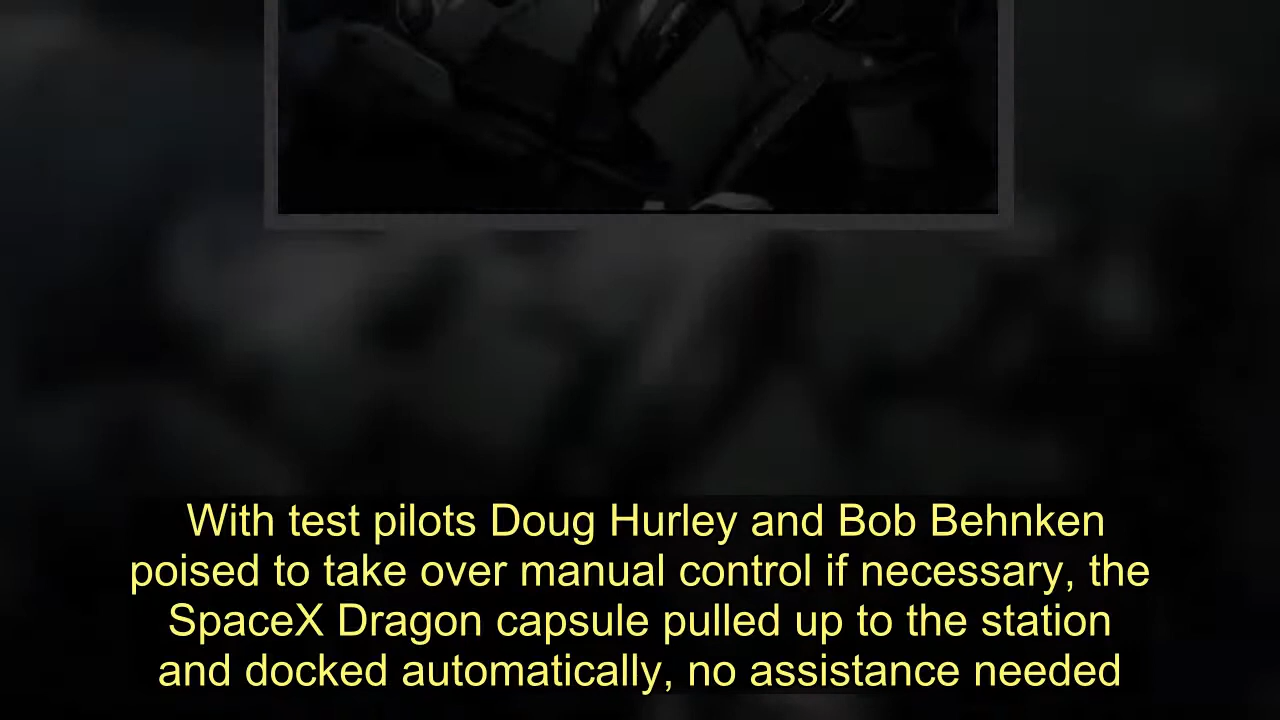 With test pilots Doug Hurley and Bob Behnken
poised to take over manual control if necessary, the
SpaceX Dragon capsule pulled up to the station
and docked automatically, no assistance needed